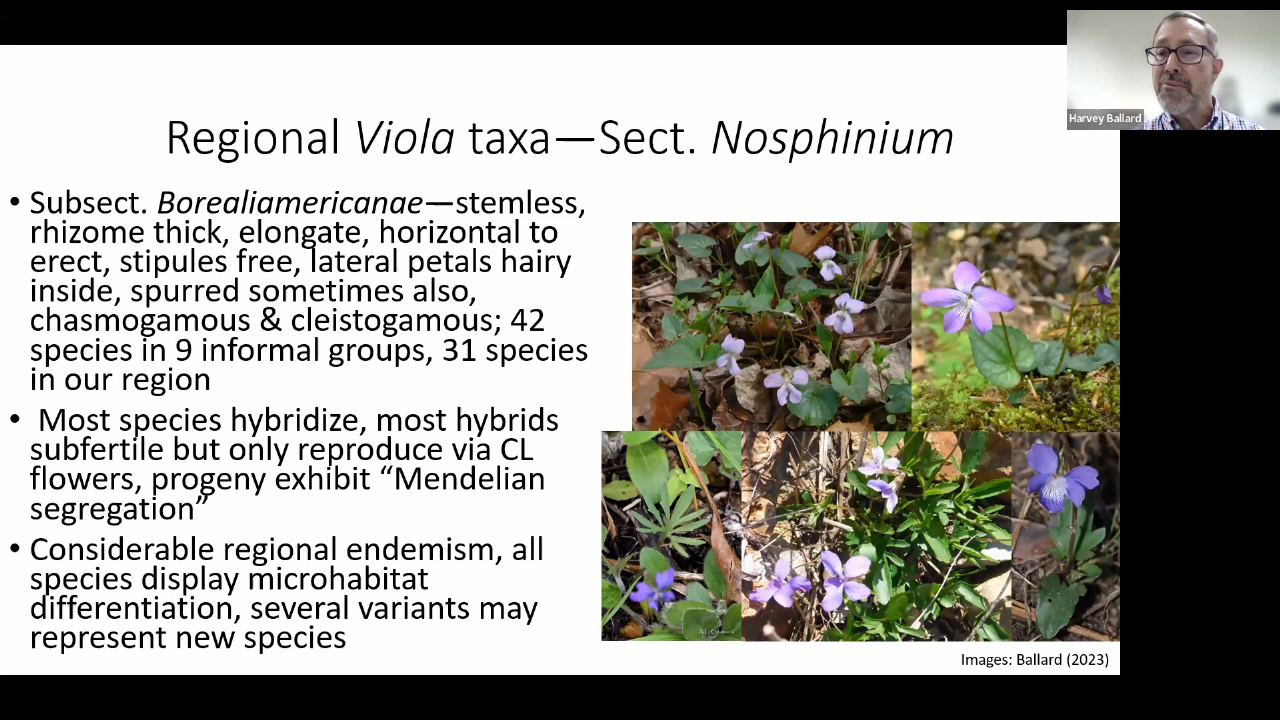 Harvey Ballard
Regional Viola taxa—Sect. Nosphinium
• Subsect. Borealiamericanae—stemless,
rhizome thick, elongate, horizontal to
erect, stipules free, lateral petals hairy
inside, spurred sometimes also,
chasmogamous & cleistogamous; 42
species in 9 informal groups, 31 species
in our region
• Most species hybridize, most hybrids
subfertile but only reproduce via CL
flowers, progeny exhibit “Mendelian
segregation”
• Considerable regional endemism, all
species display microhabitat
differentiation, several variants may
represent new species
Images: Ballard (2023)